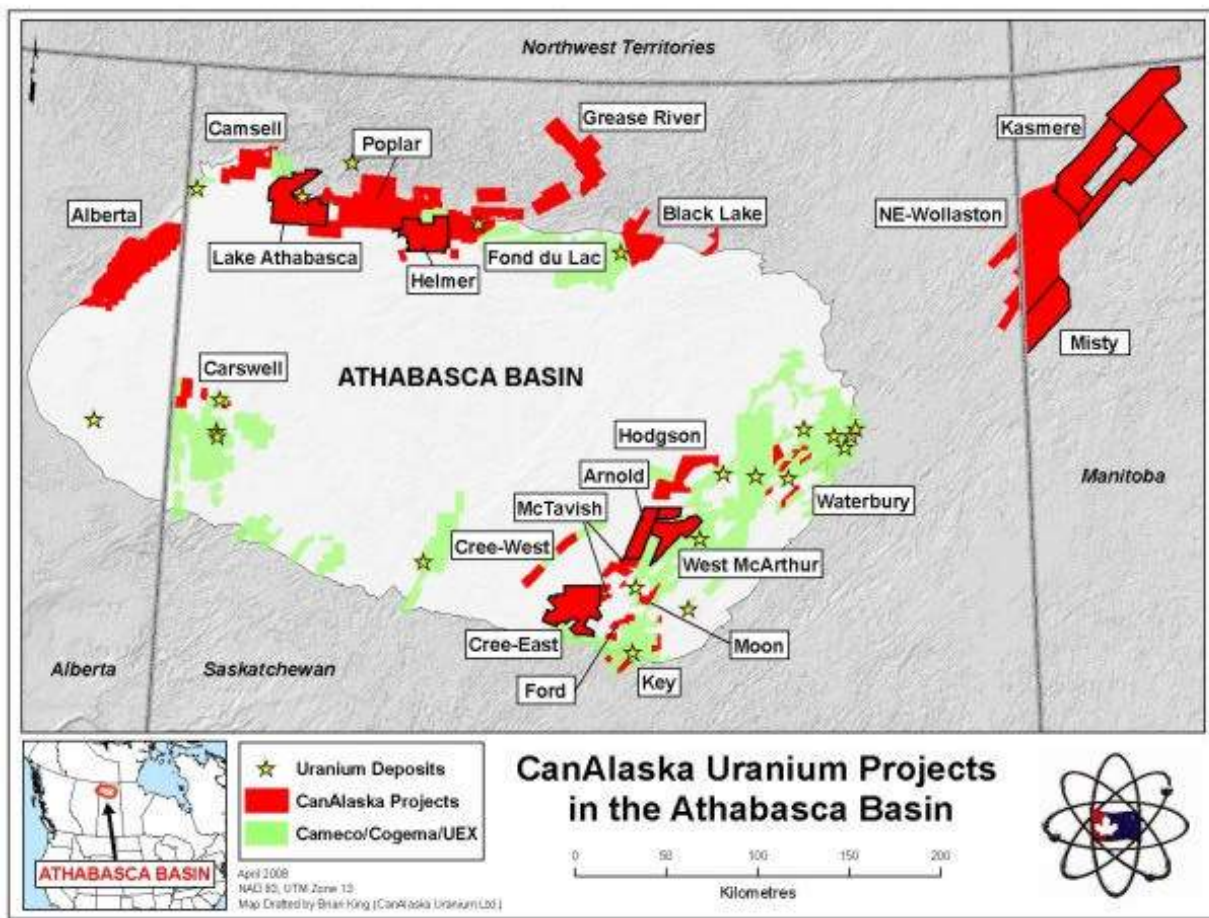 Northwest Territories
Camsell
Poplar
Grease River
Kasmere
Alberta
Black Lake
NE-Wollaston
Lake Athabasca
Fond du Lac
Helmer
Misty
Carswell
ATHABASCA BASIN
Hodgson
Arnold
Manitoba
McTavish
Waterbury
Cree-West
West McArthur
Cree-East
Moon
Alberta
Saskatchewan
Ford
Key
Uranium Deposits
CanAlaska Projects
Cameco/Cogema/UEX
ATHABASCA BASIN
CanAlaska Uranium Projects
in the Athabasca Basin
0 50 100 150 200
Kilometres
April 2008
NAD 83, UTM Zone 13
Map Drafted by Brian King (CanAlaska Uranium Ltd.)